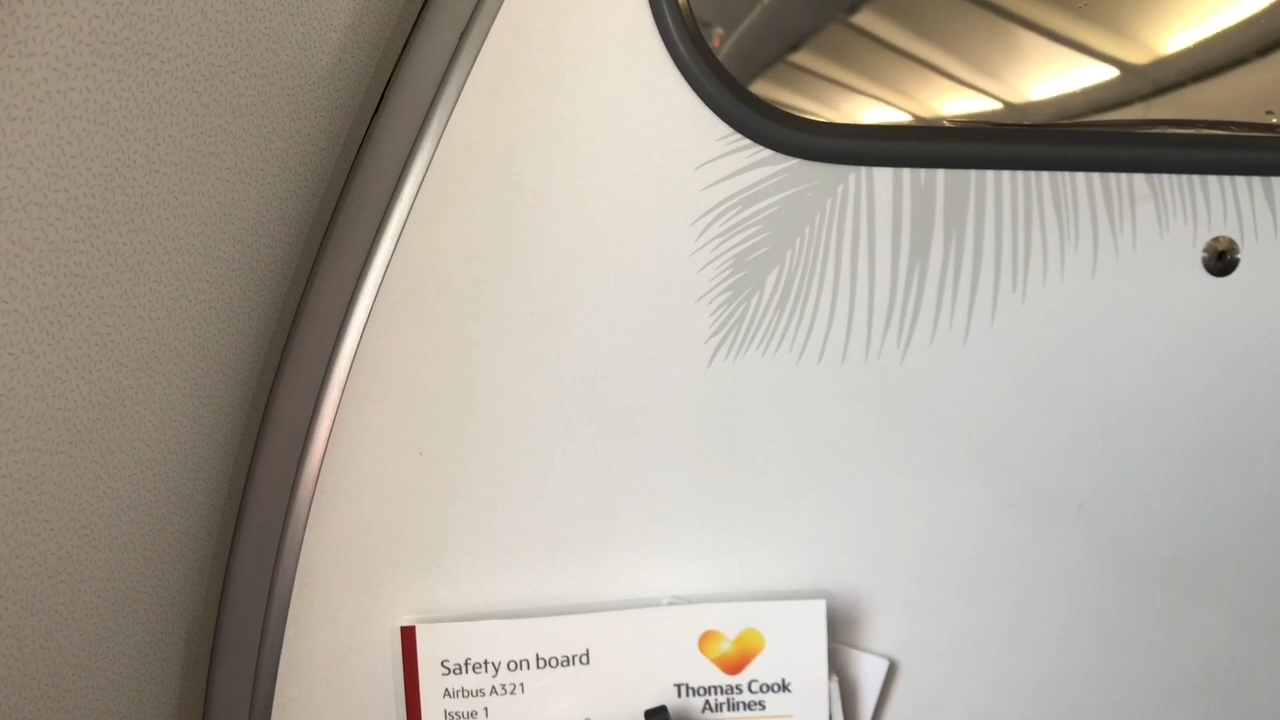 Safety on board
Airbus A321
Issue 1
Thomas Cook
Airlines